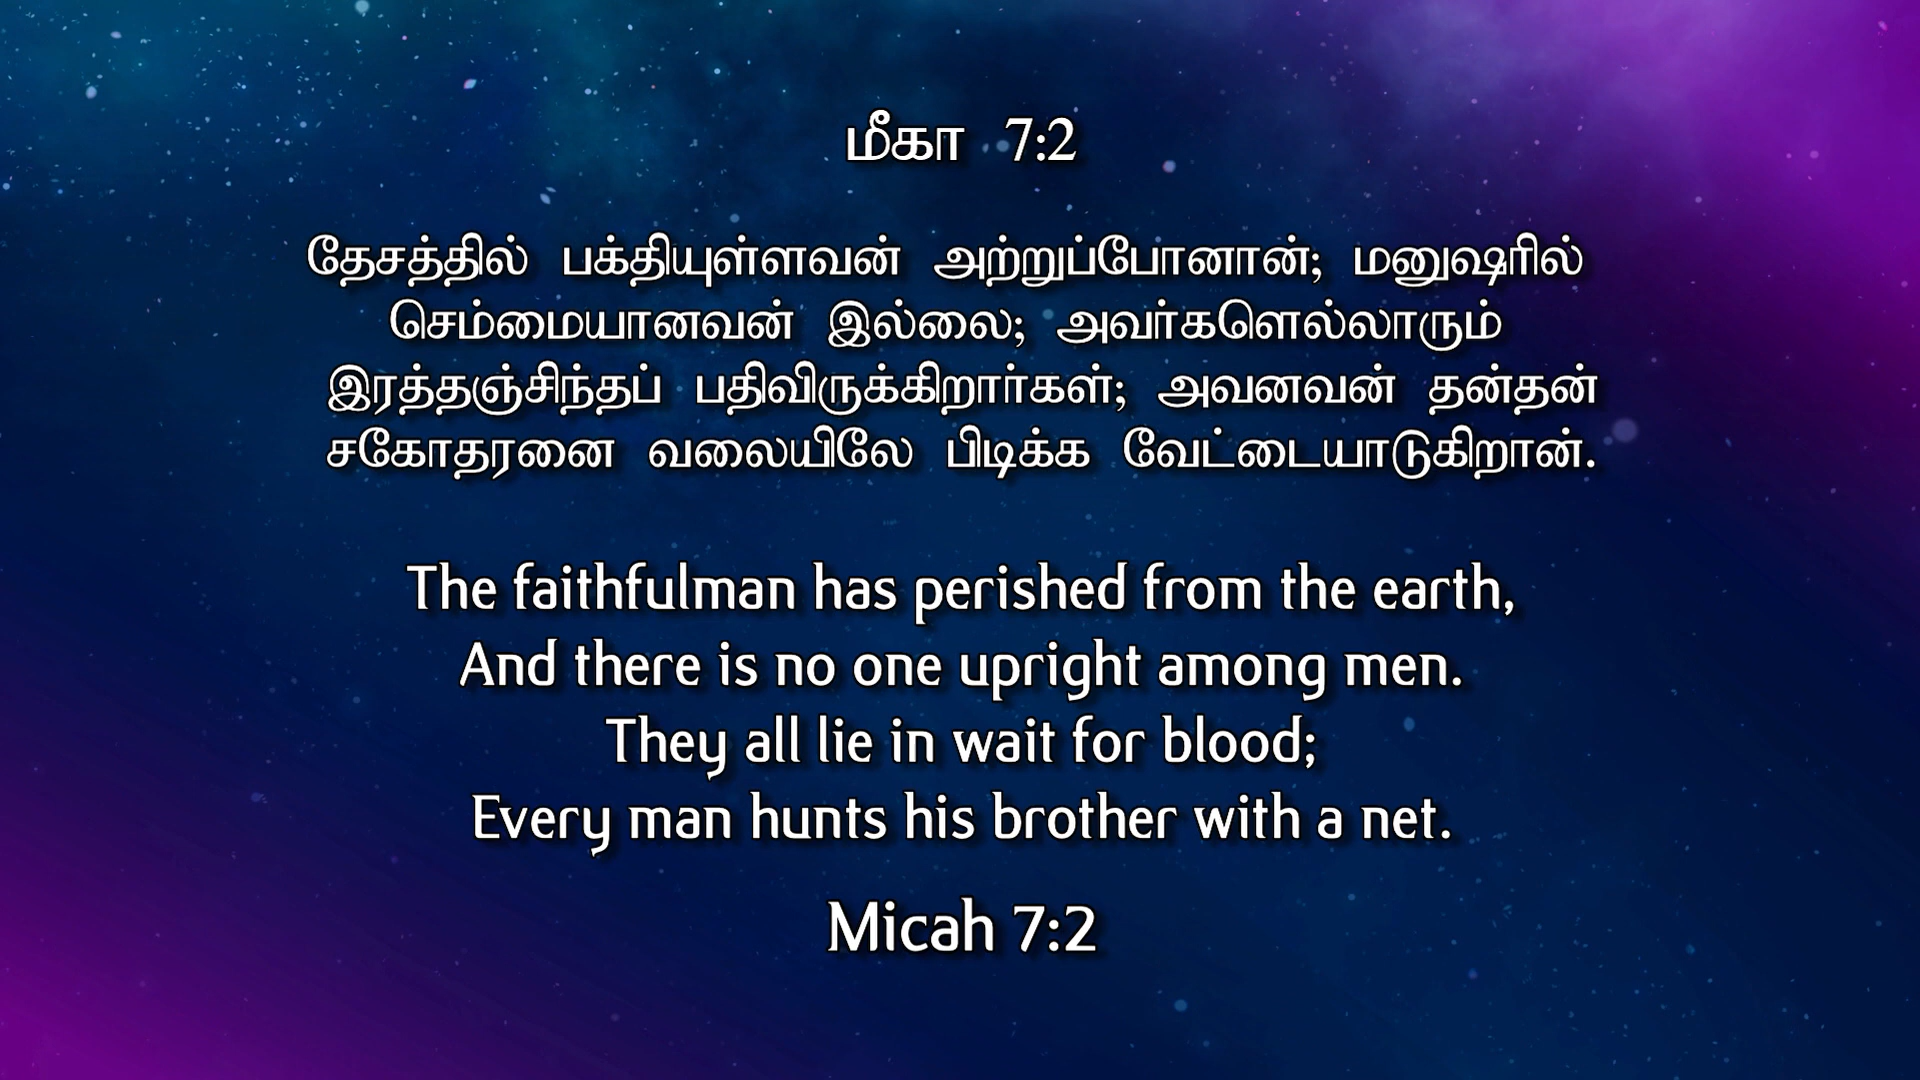 மீகா 7:2
தேசத்தில் பக்தியுள்ளவன் அற்றுப்போனான்; மனுஷரில்
செம்மையானவன் இல்லை; அவர்களெல்லாரும்
இரத்தஞ்சிந்தப் பதிவிருக்கிறார்கள்; அவனவன் தன்தன்
சகோதரனை வலையிலே பிடிக்க வேட்டையாடுகிறான்.
The faithfulman has perished from the earth,
And there is no one upright among men.
They all lie in wait for blood;
Every man hunts his brother with a net.
Micah 7:2